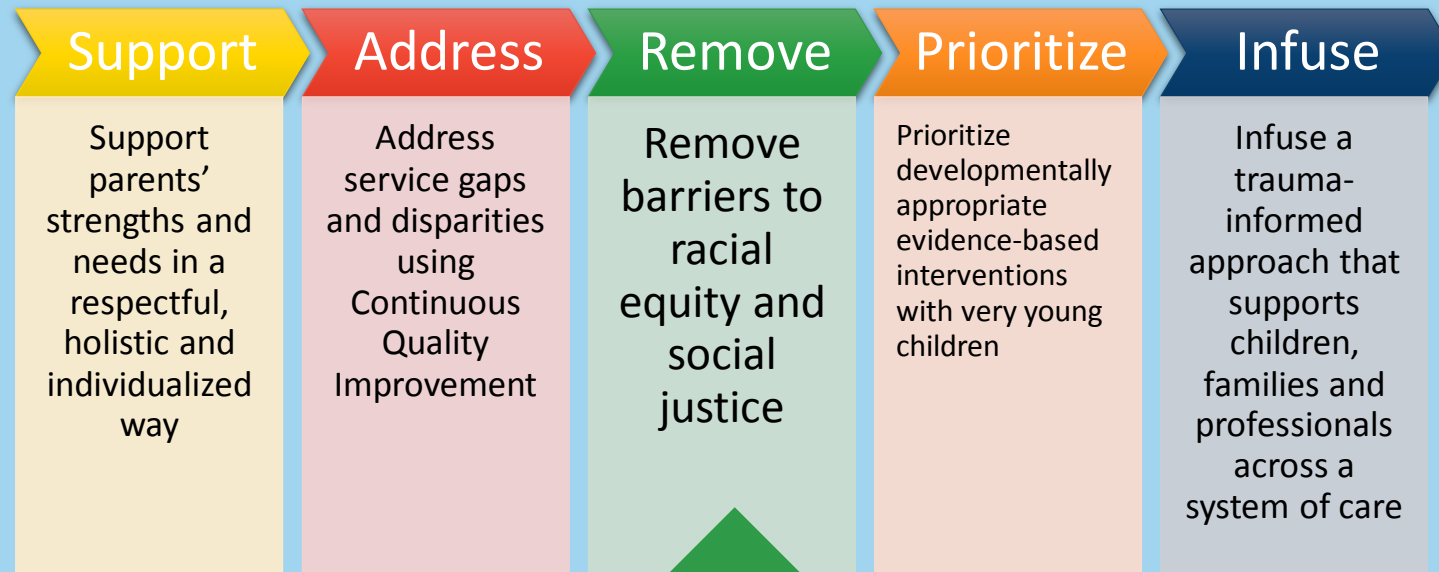 Support
Address
Remove
Prioritize
Infuse
Support
parents’
strengths and
needs in a
respectful,
holistic and
individualized
way
Address
service gaps
and disparities
using
Continuous
Quality
Improvement
Remove
barriers to
racial
equity and
social
justice
Prioritize
developmentally
appropriate
evidence-based
interventions
with very young
children
Infuse a
trauma-
informed
approach that
supports
children,
families and
professionals
across a
system of care